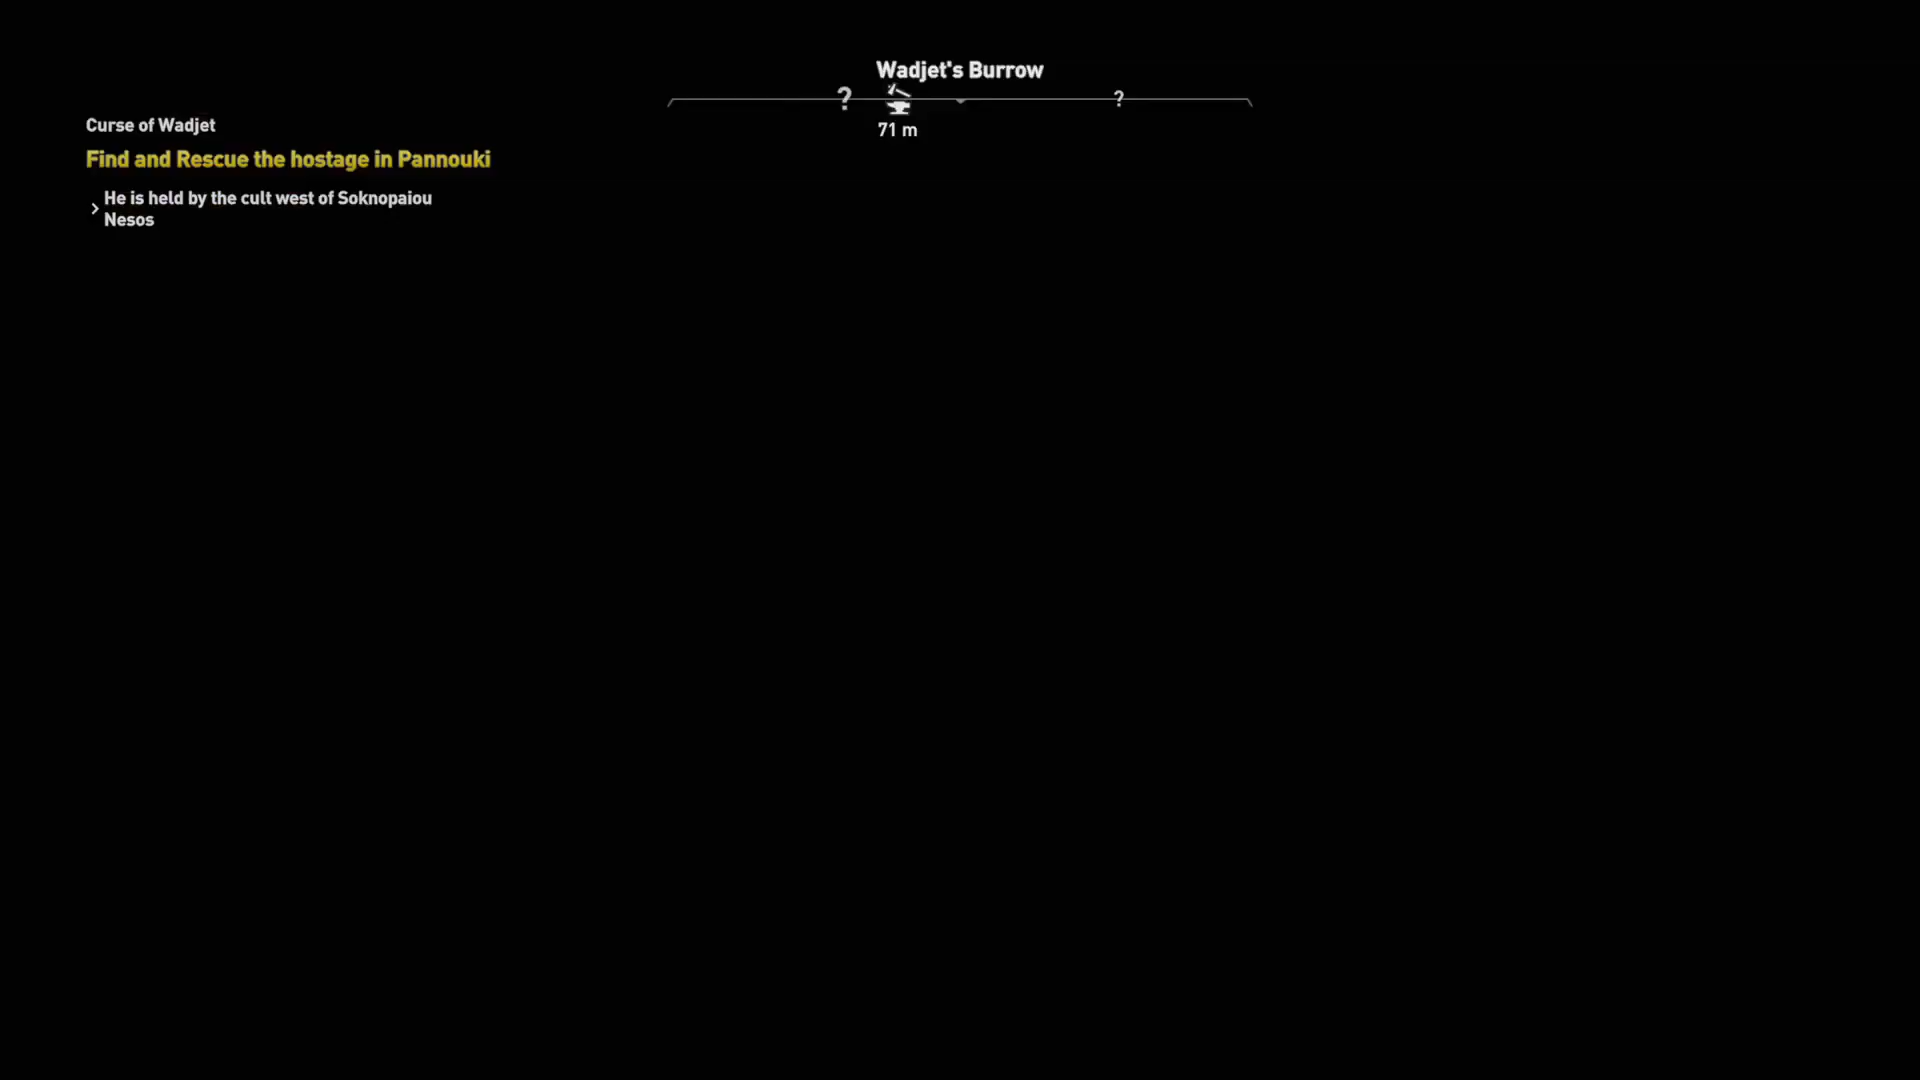 Wadjet's Burrow
?
?
71 m
Curse of Wadjet
Find and Rescue the hostage in Pannouki
He is held by the cult west of Soknopaiou
Nesos